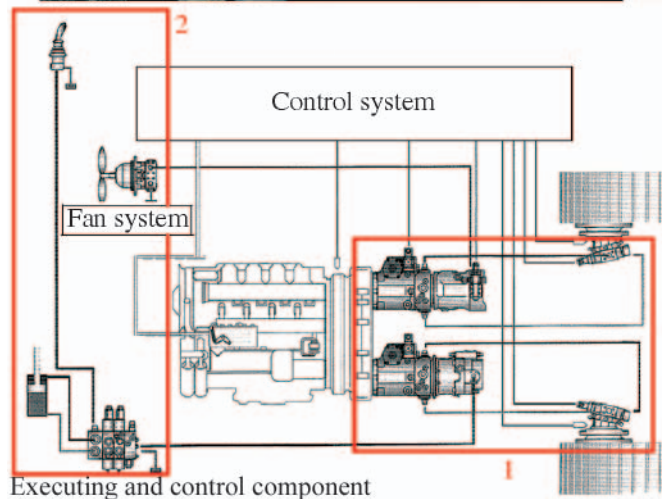 2
Control system
Fan system
1
Executing and control component